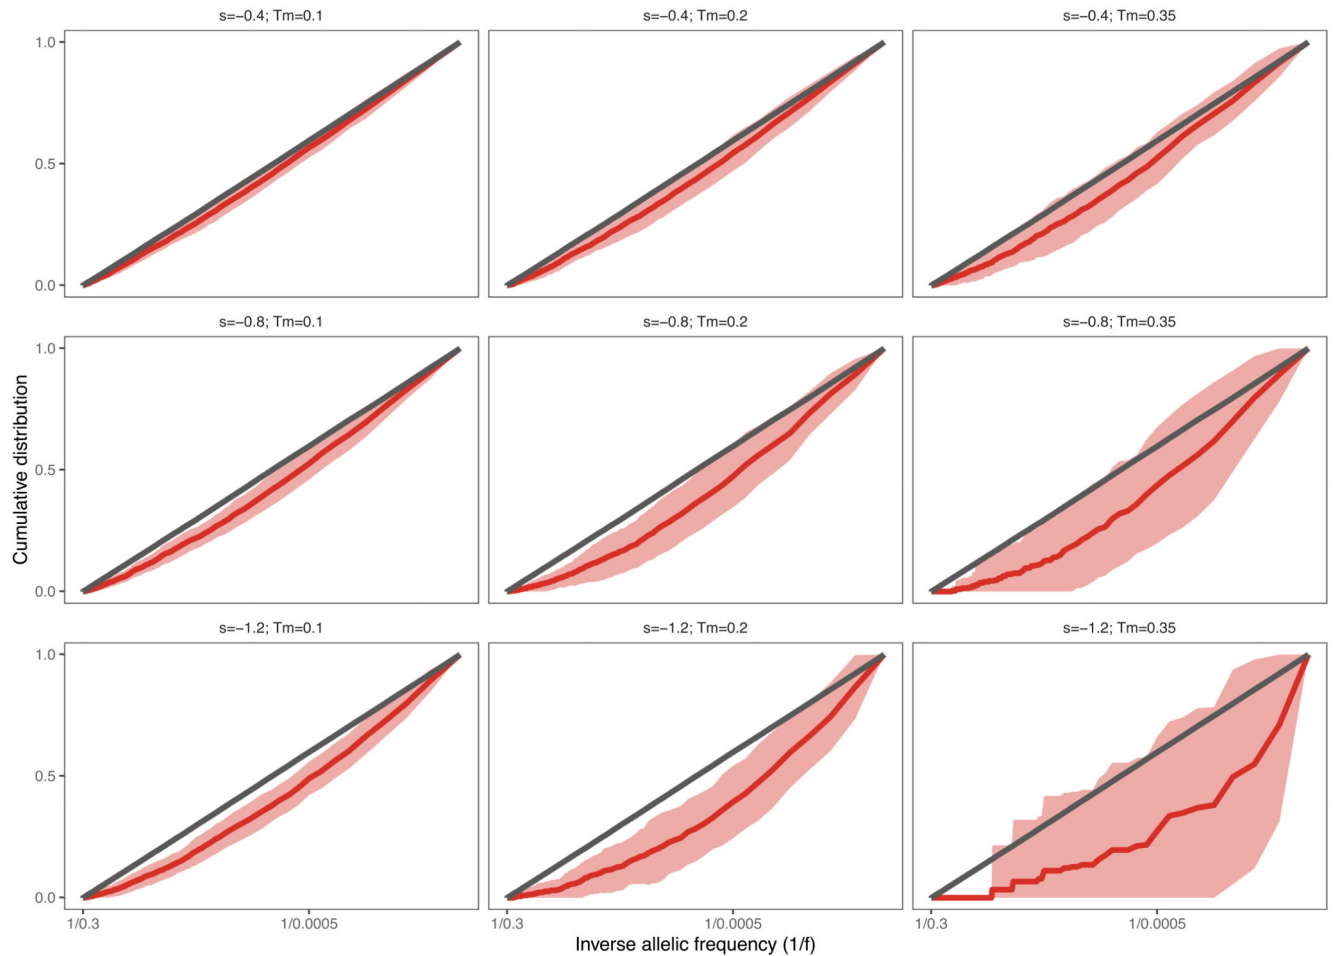 s=−0.4; Tm=0.1
s=−0.4; Tm=0.2
s=−0.4; Tm=0.35
1.0
0.5
0.0
s=−0.8; Tm=0.1
s=−0.8; Tm=0.2
s=−0.8; Tm=0.35
1.0
0.5
0.0
Cumulative distribution
s=−1.2; Tm=0.1
s=−1.2; Tm=0.2
s=−1.2; Tm=0.35
1.0
0.5
0.0
1/0.3
1/0.0005
1/0.3
1/0.0005
1/0.3
1/0.0005
Inverse allelic frequency (1/f)